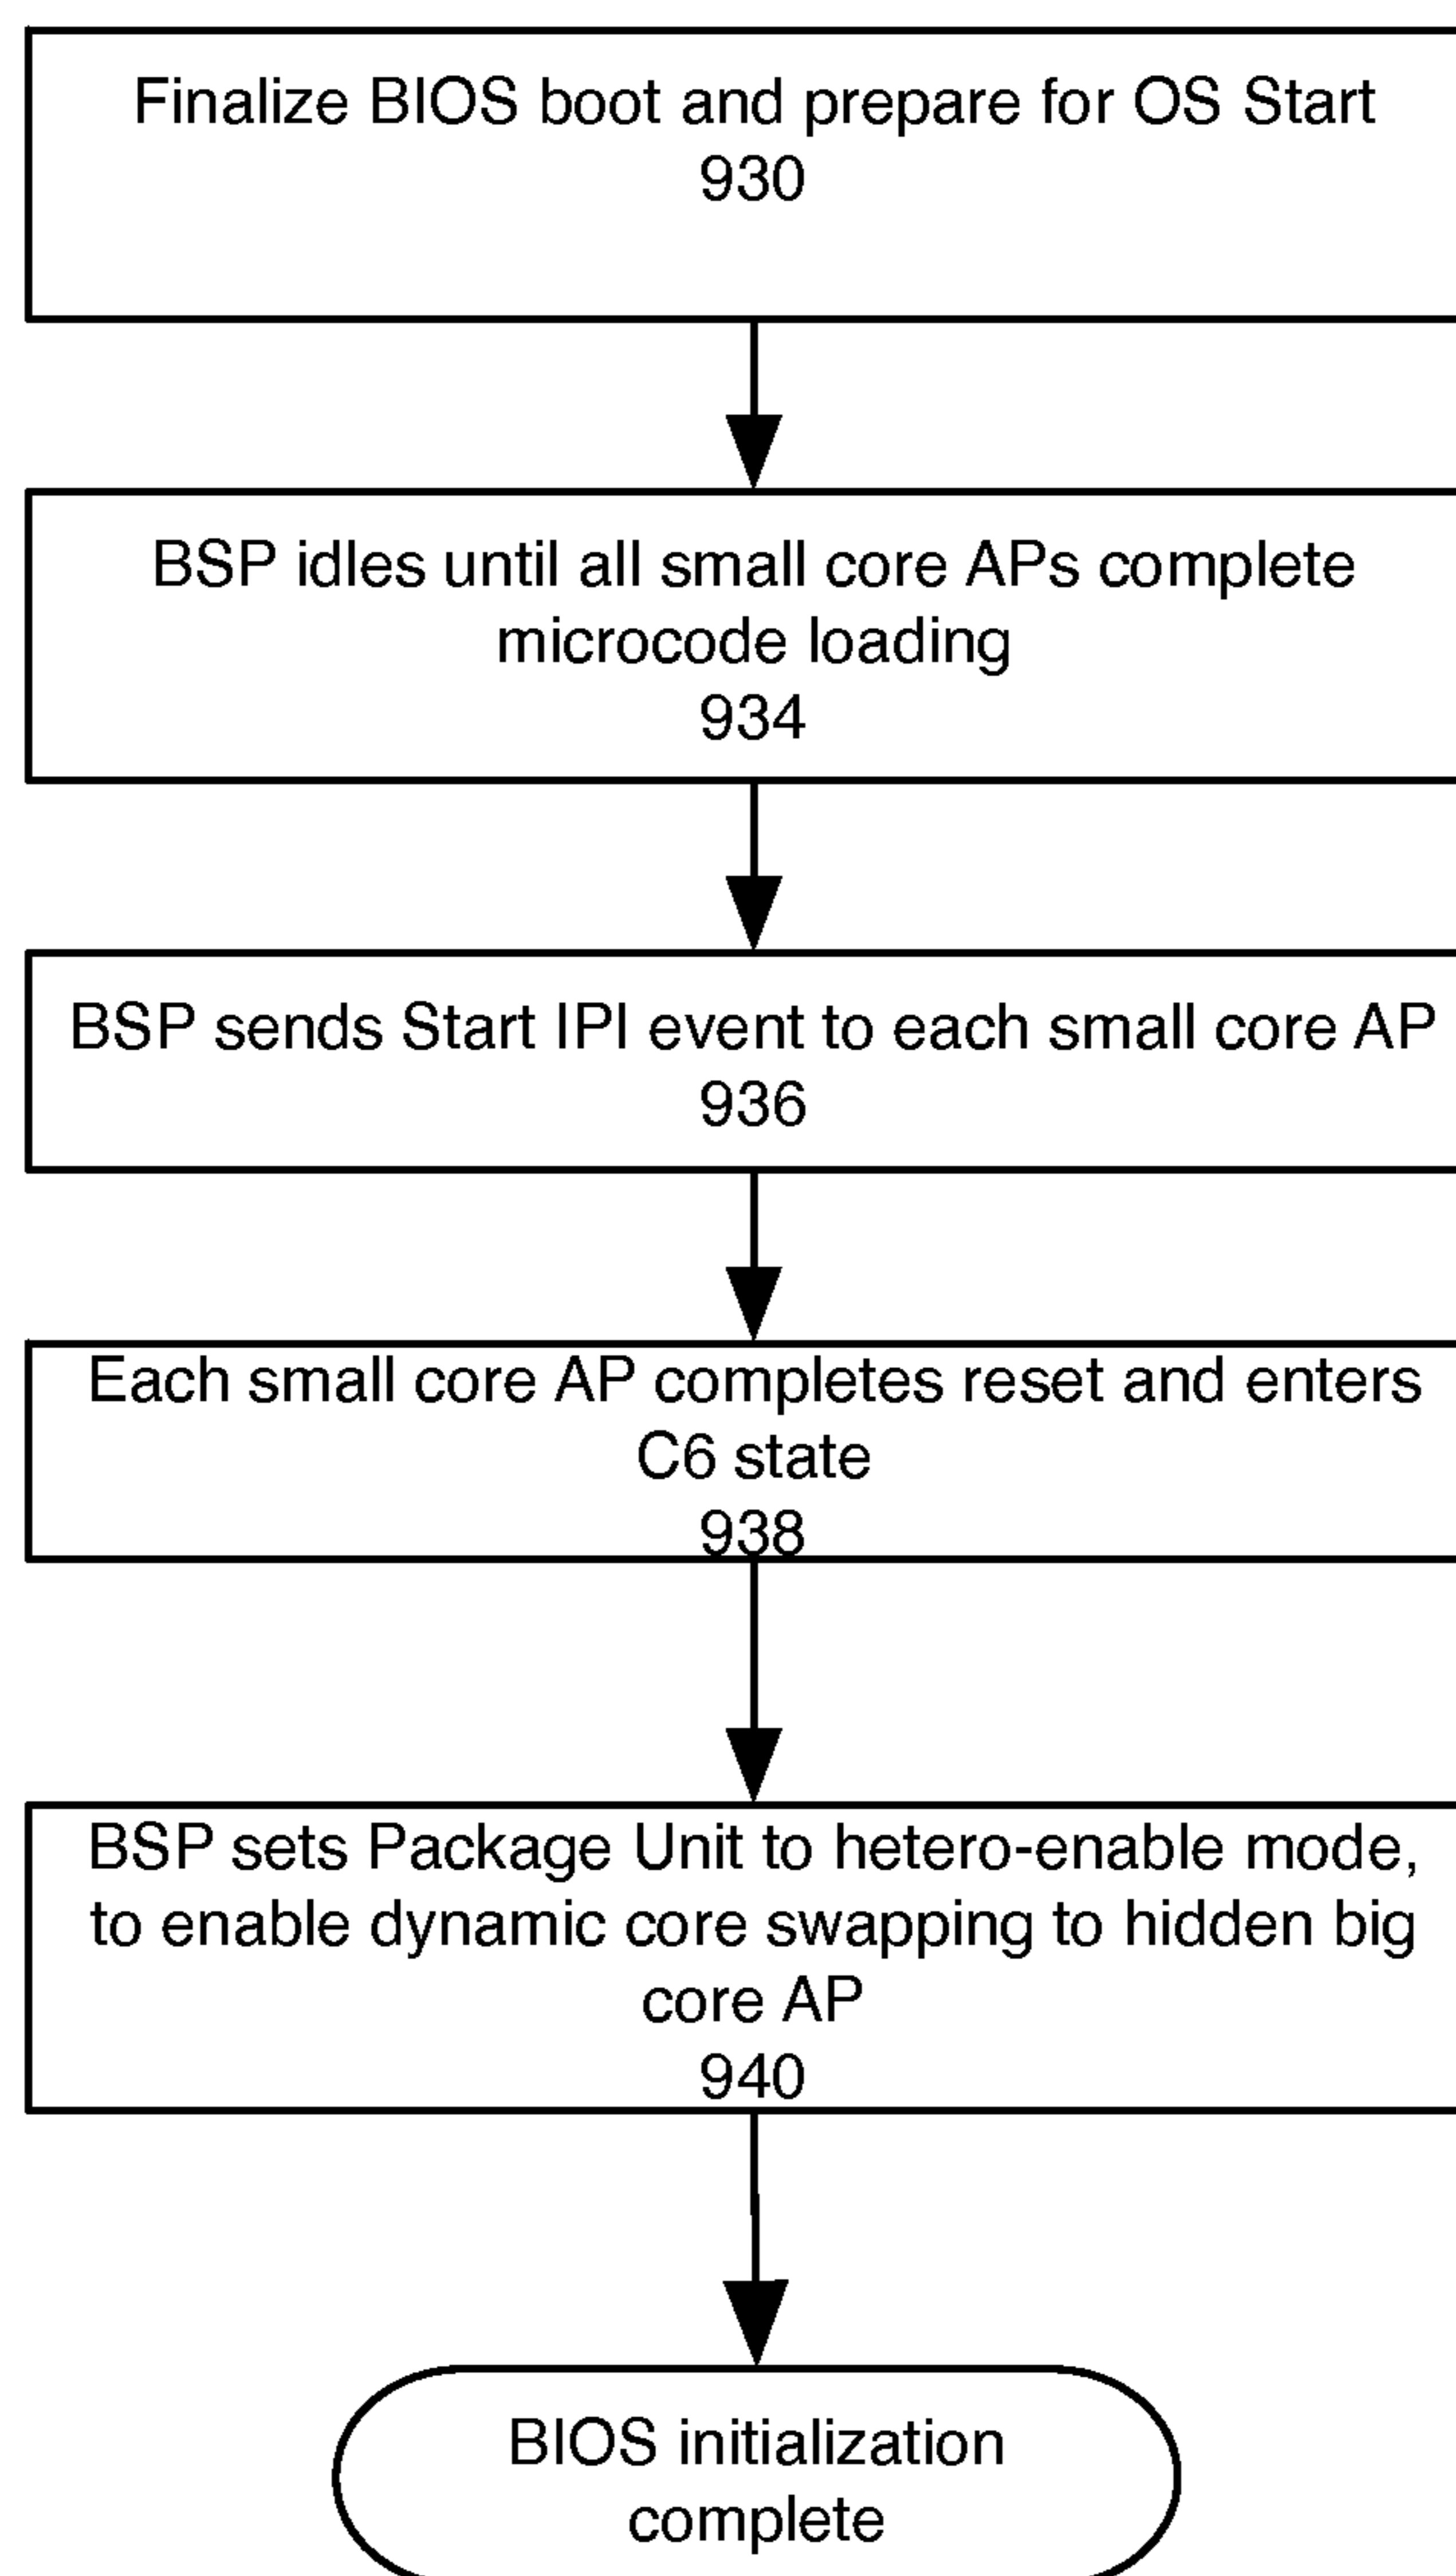 Finalize BIOS boot and prepare for OS Start
930
BSP idles until all small core APs complete
microcode loading
934
BSP sends Start IPI event to each small core AP
936
Each small core AP completes reset and enters
C6 state
938
BSP sets Package Unit to hetero-enable mode,
to enable dynamic core swapping to hidden big
core AP
940
BIOS initialization
complete